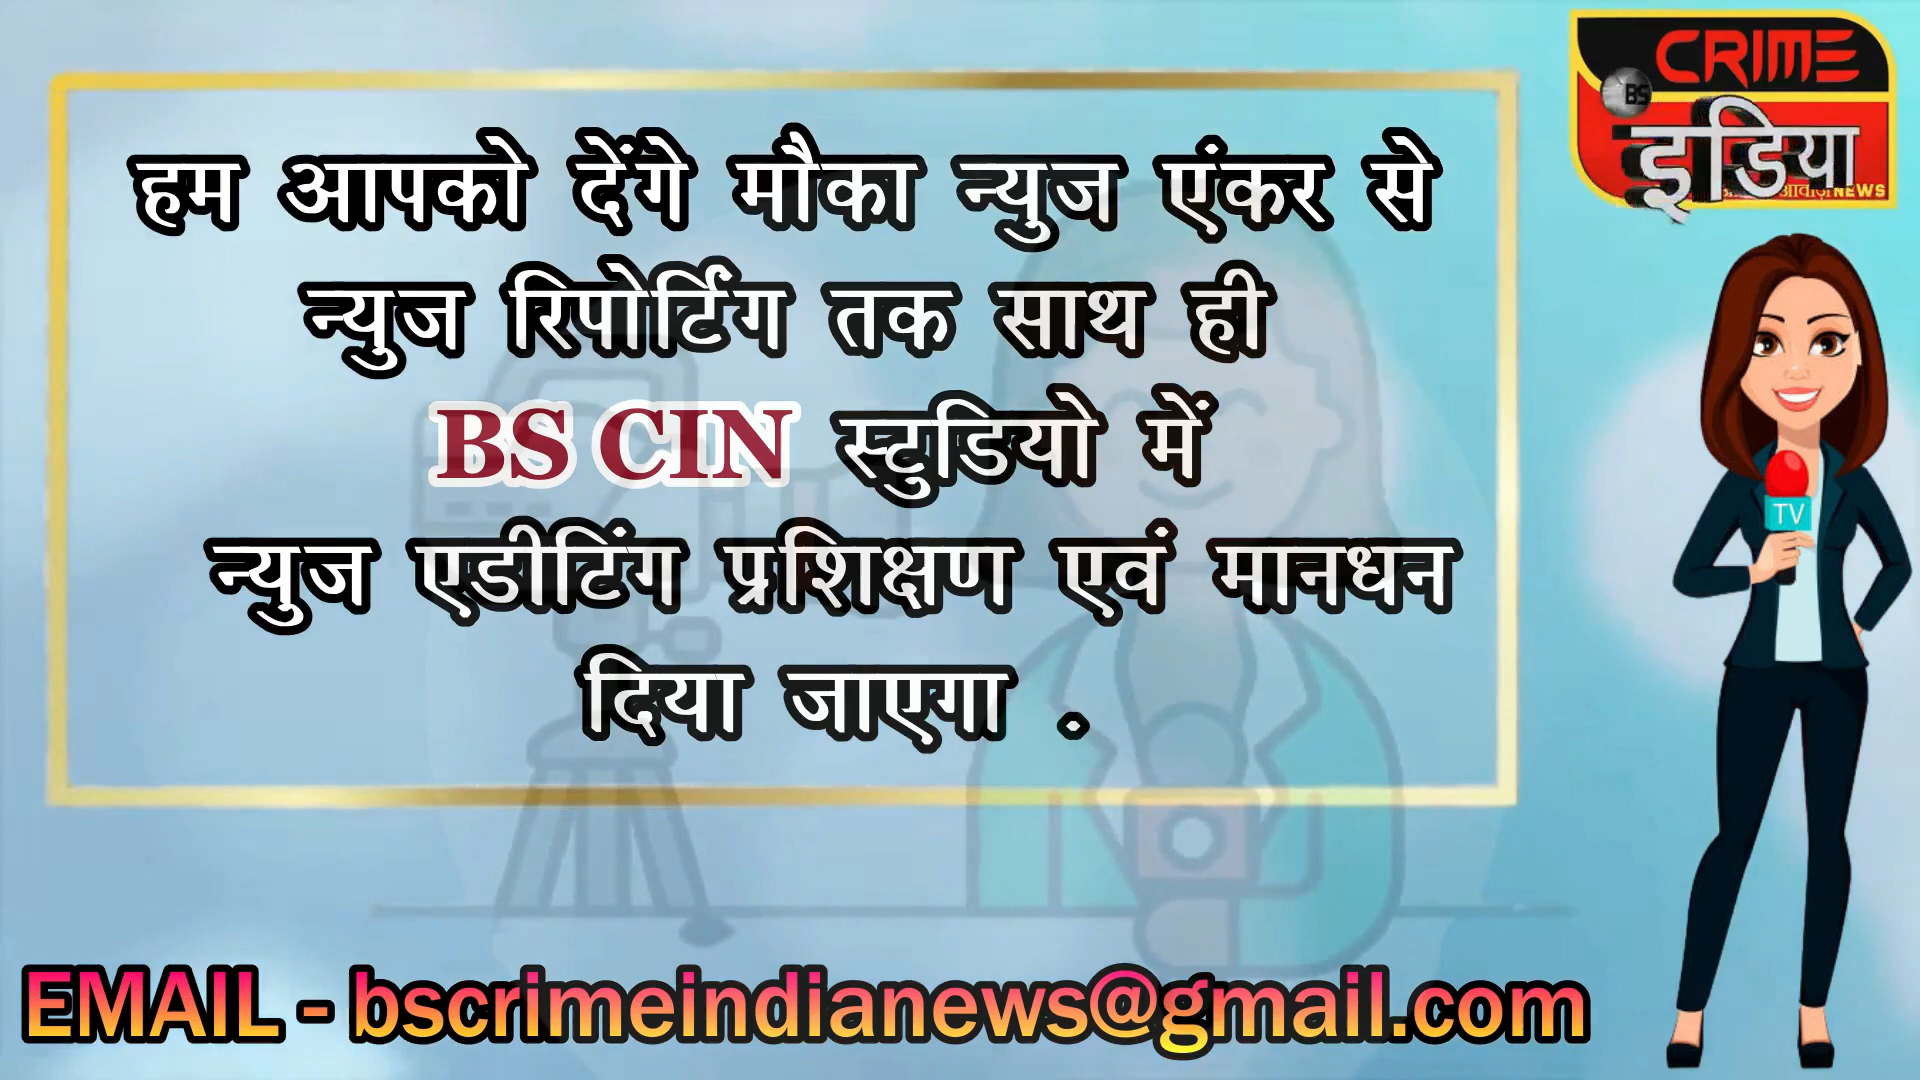 CRIME
BS
इडिया
NEWS
हम आपको देंगे मौका न्युज एंकर से
न्युज रिपोर्टिंग तक साथ ही
BS CIN स्टुडियो में
न्युज एडीटिंग प्रशिक्षण एवं मानधन
दिया जाएगा .
TV
EMAIL - bscrimeindianews@gmail.com